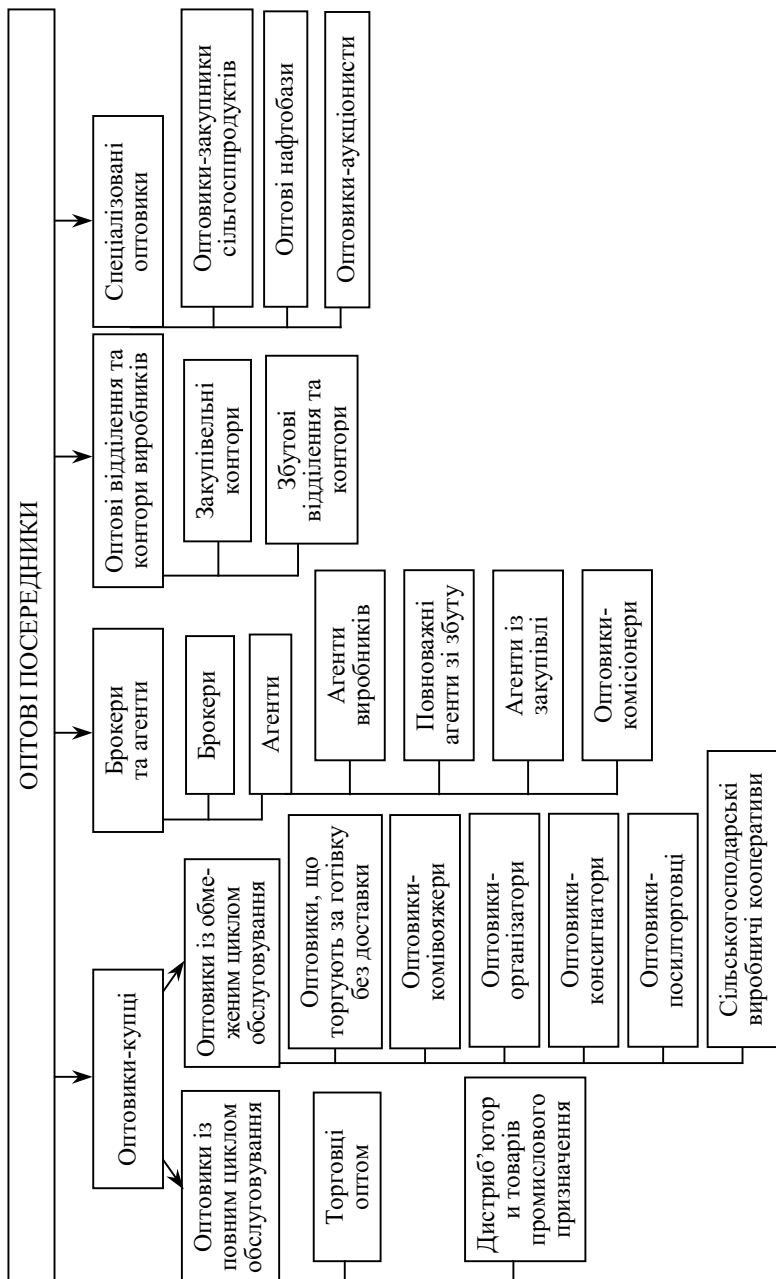 ОПТОВІ ПОСЕРЕДНИКИ
Оптовики-купці
Оптовики із
повним циклом
обслуговування
Торговці
оптом
Дистриб’ютор
и товарів
промислового
призначення
Оптовики із обме-
женим циклом
обслуговування
Оптовики, що
торгують за готівку
без доставки
Оптовики-
комівояжери
Оптовики-
організатори
Оптовики-
консигнатори
Оптовики-
посилторговці
Сільськогосподарські
виробничі кооперативи
Брокери
та агенти
Брокери
Агенти
Агенти
виробників
Повноважні
агенти зі збуту
Агенти із
закупівлі
Оптовики-
комісіонери
Оптові відділення та
контори виробників
Закупівельні
контори
Збутові
відділення та
контори
Спеціалізовані
оптовики
Оптовики-закупники
сільгосппродуктів
Оптові нафтобази
Оптовики-аукціонисти